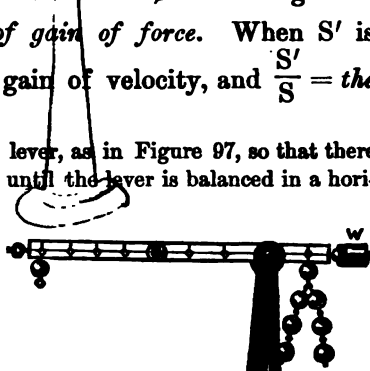 of gain of force. When S′ is
gain of velocity, and S′/S = the
lever, as in Figure 97, so that there
until the lever is balanced in a hori-
W